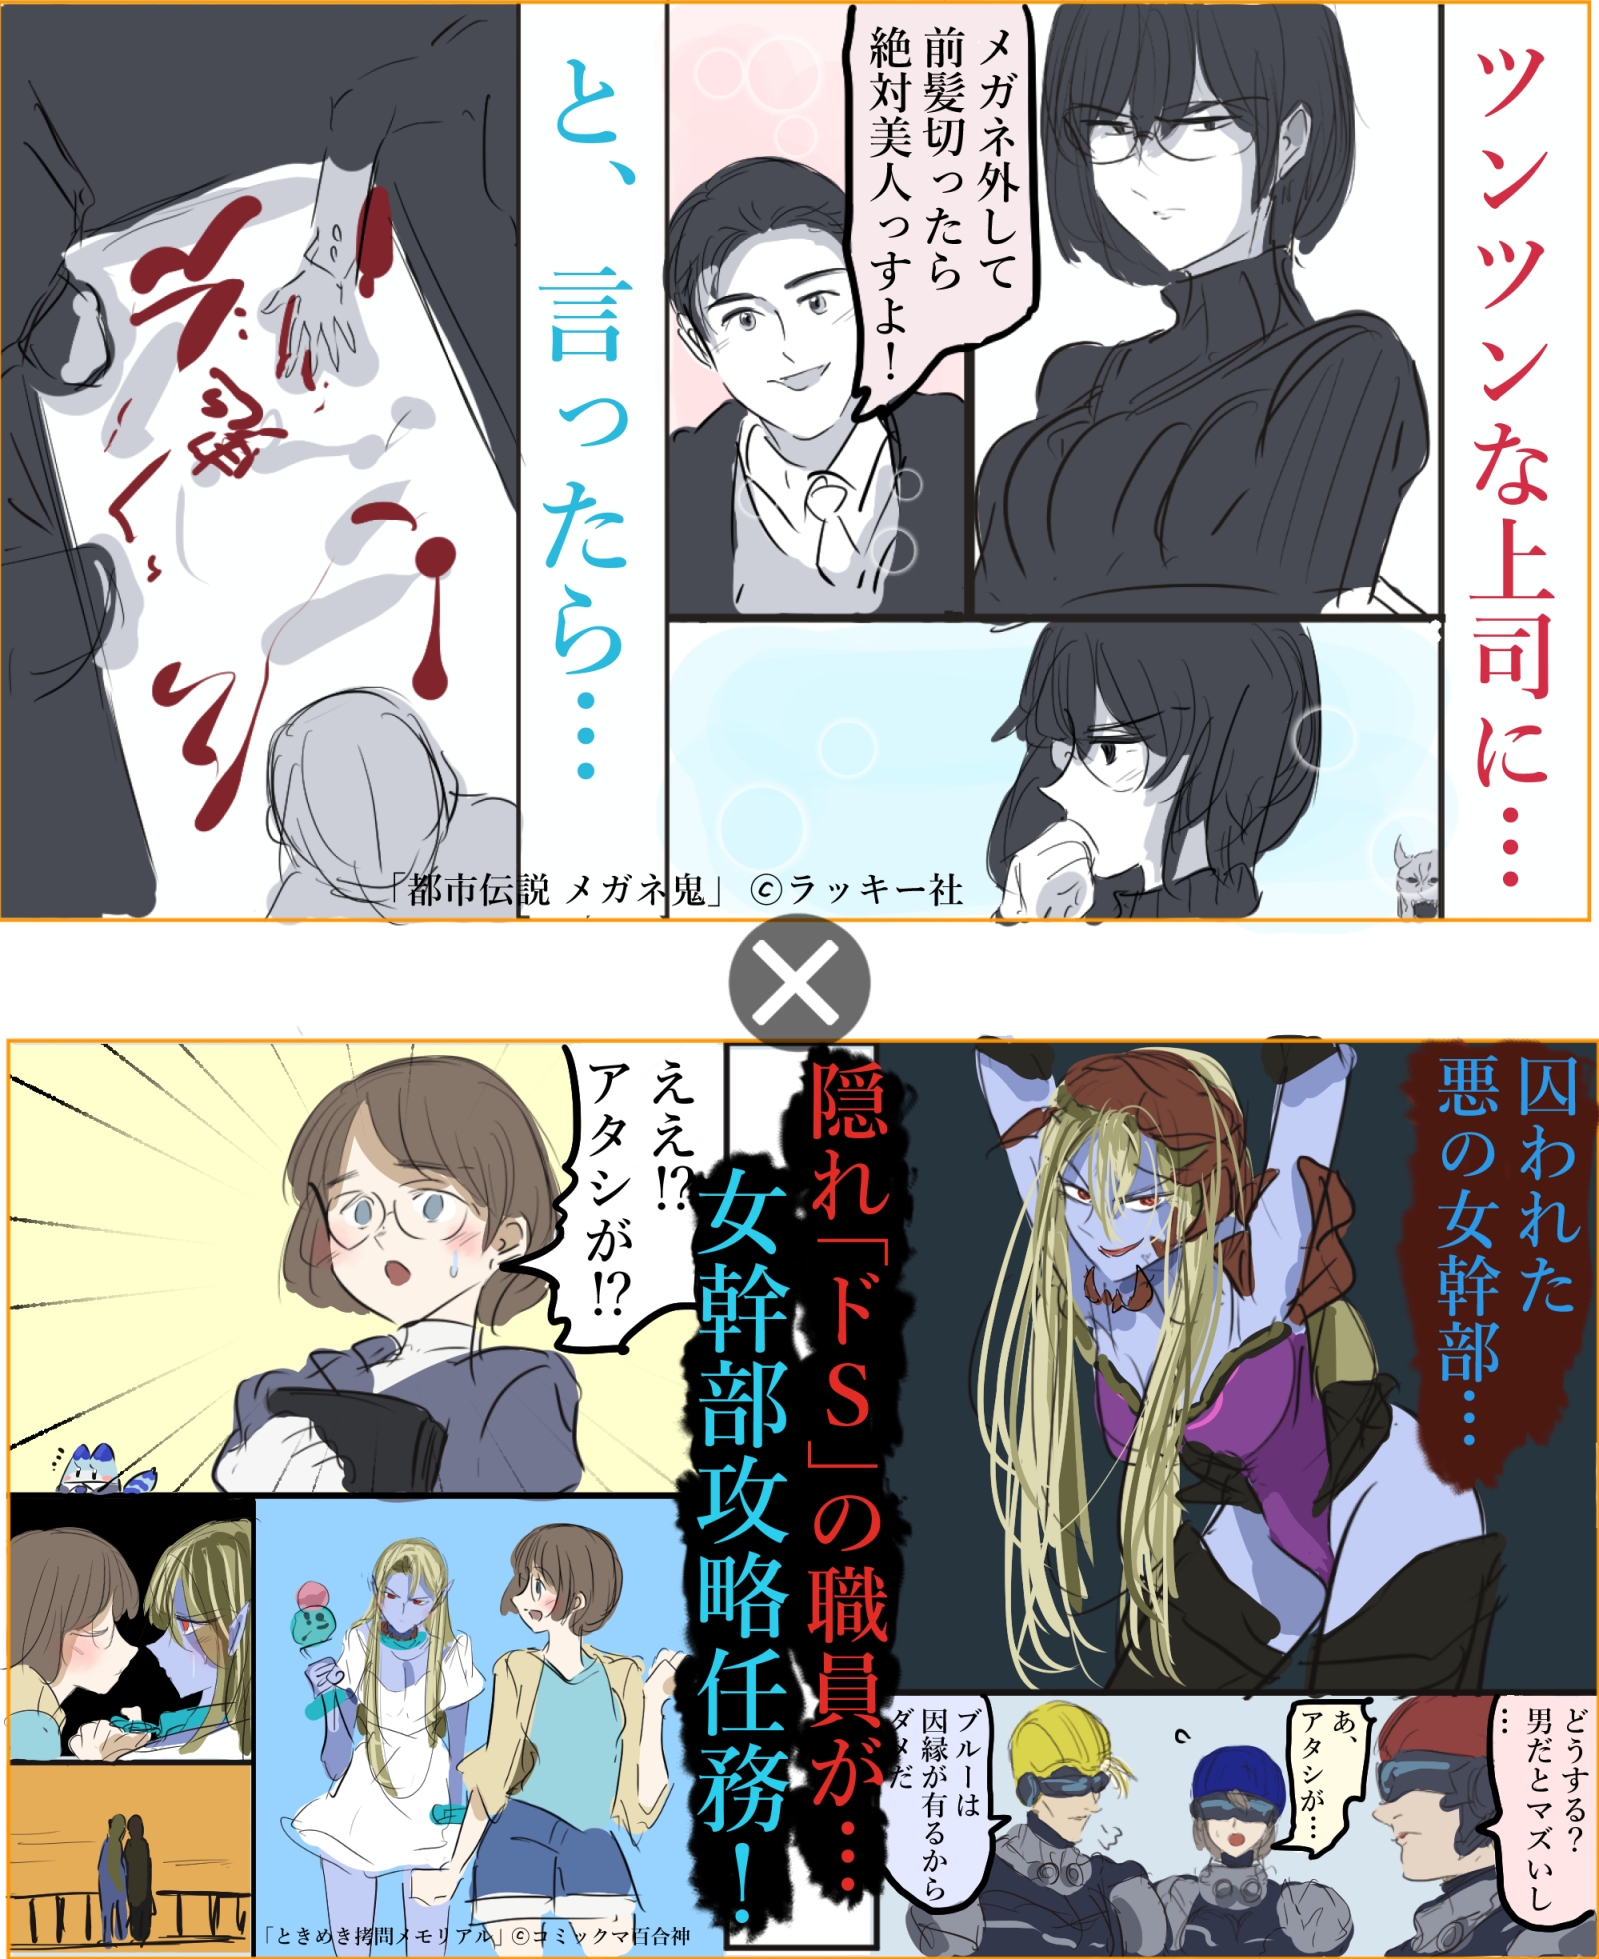 ツンツンな上司に…
メガネ外して
前髪切ったら
絶対美人っすよ!
と、言ったら…
「都市伝説 メガネ鬼」 ©ラッキー社
囚われた
悪の女幹部…
どうする?
男だとマズいし
…
あ、
アタシが…
ブルーは
因縁が有るから
ダメだ
隠れ「ドS」の職員が…
女幹部攻略任務!
ええ!?
アタシが!?
「ときめき拷問メモリアル」©コミックマ百合神